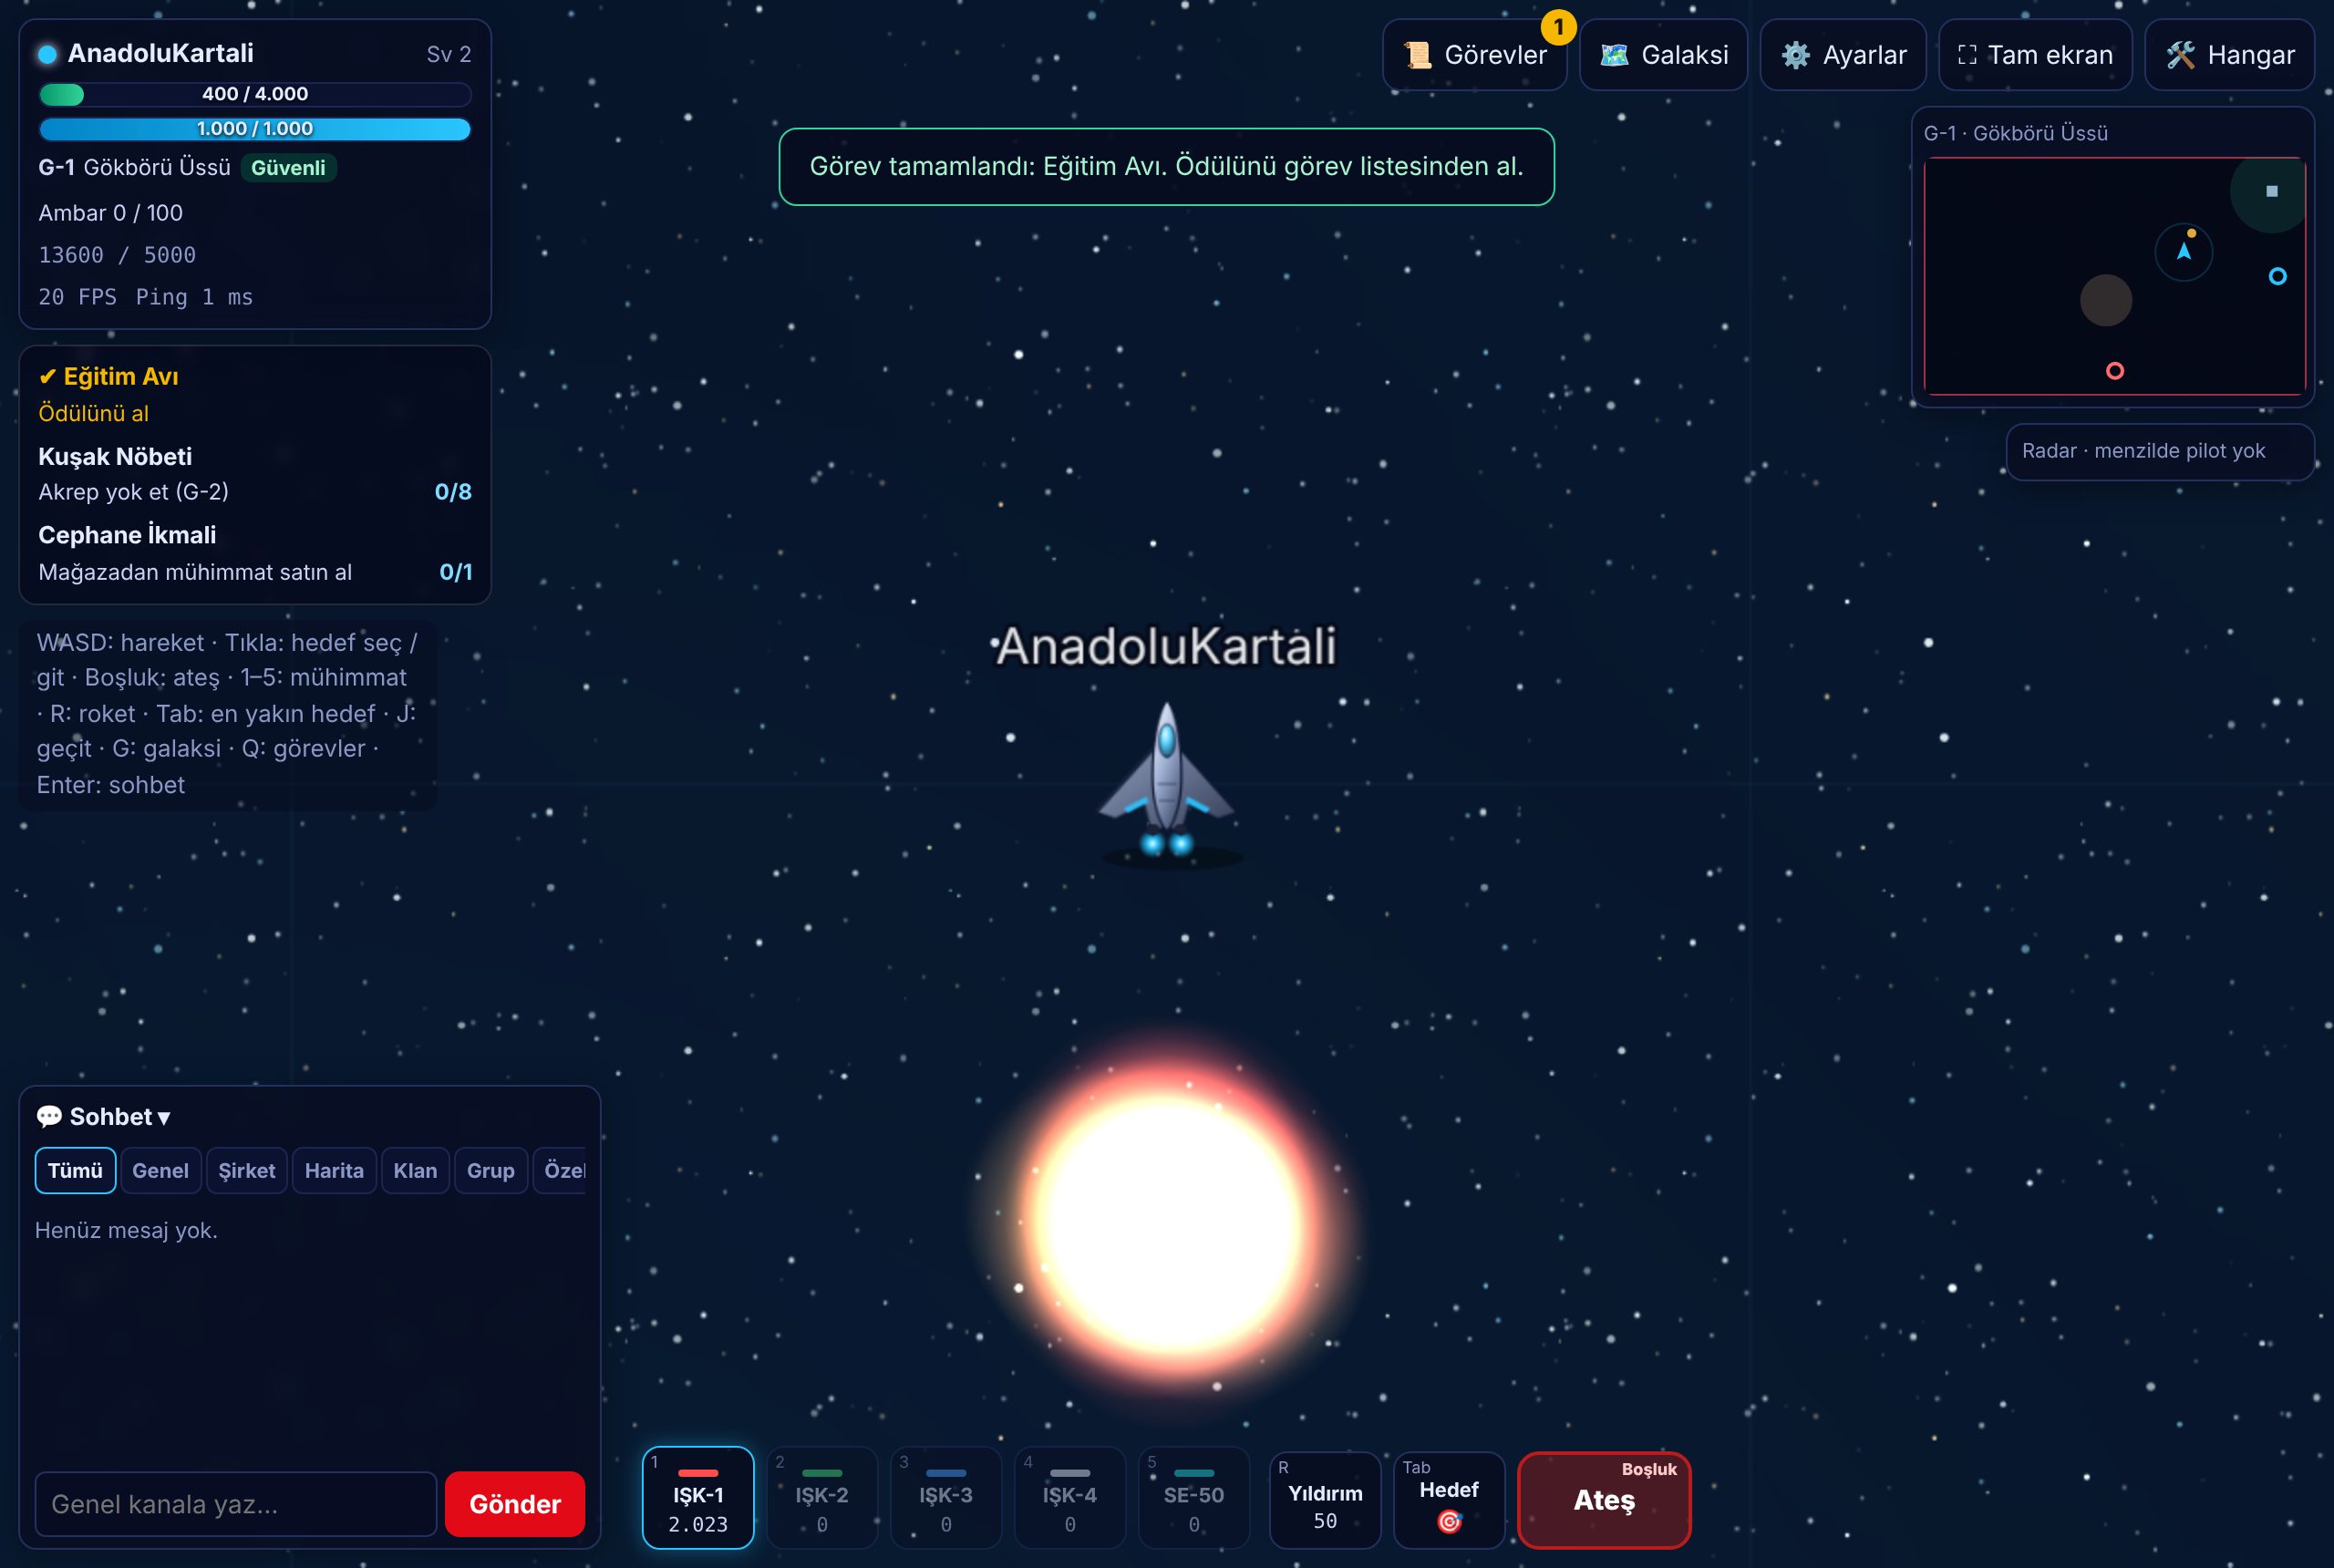 AnadoluKartali Sv 2
400 / 4.000
1.000 / 1.000
G-1 Gökbörü Üssü Güvenli
Ambar 0 / 100
13600 / 5000
20 FPS Ping 1 ms
✔ Eğitim Avı
Ödülünü al
Kuşak Nöbeti
Akrep yok et (G-2) 0/8
Cephane İkmali
Mağazadan mühimmat satın al 0/1
WASD: hareket · Tıkla: hedef seç /
git · Boşluk: ateş · 1–5: mühimmat
· R: roket · Tab: en yakın hedef · J:
geçit · G: galaksi · Q: görevler ·
Enter: sohbet
Görevler 1
Galaksi
Ayarlar
Tam ekran
Hangar
Görev tamamlandı: Eğitim Avı. Ödülünü görev listesinden al.
G-1 · Gökbörü Üssü
Radar · menzilde pilot yok
AnadoluKartali
Sohbet ▾
Tümü Genel Şirket Harita Klan Grup Özel
Henüz mesaj yok.
Genel kanala yaz... Gönder
1 IŞK-1 2.023
2 IŞK-2 0
3 IŞK-3 0
4 IŞK-4 0
5 SE-50 0
R Yıldırım 50
Tab Hedef
Boşluk Ateş